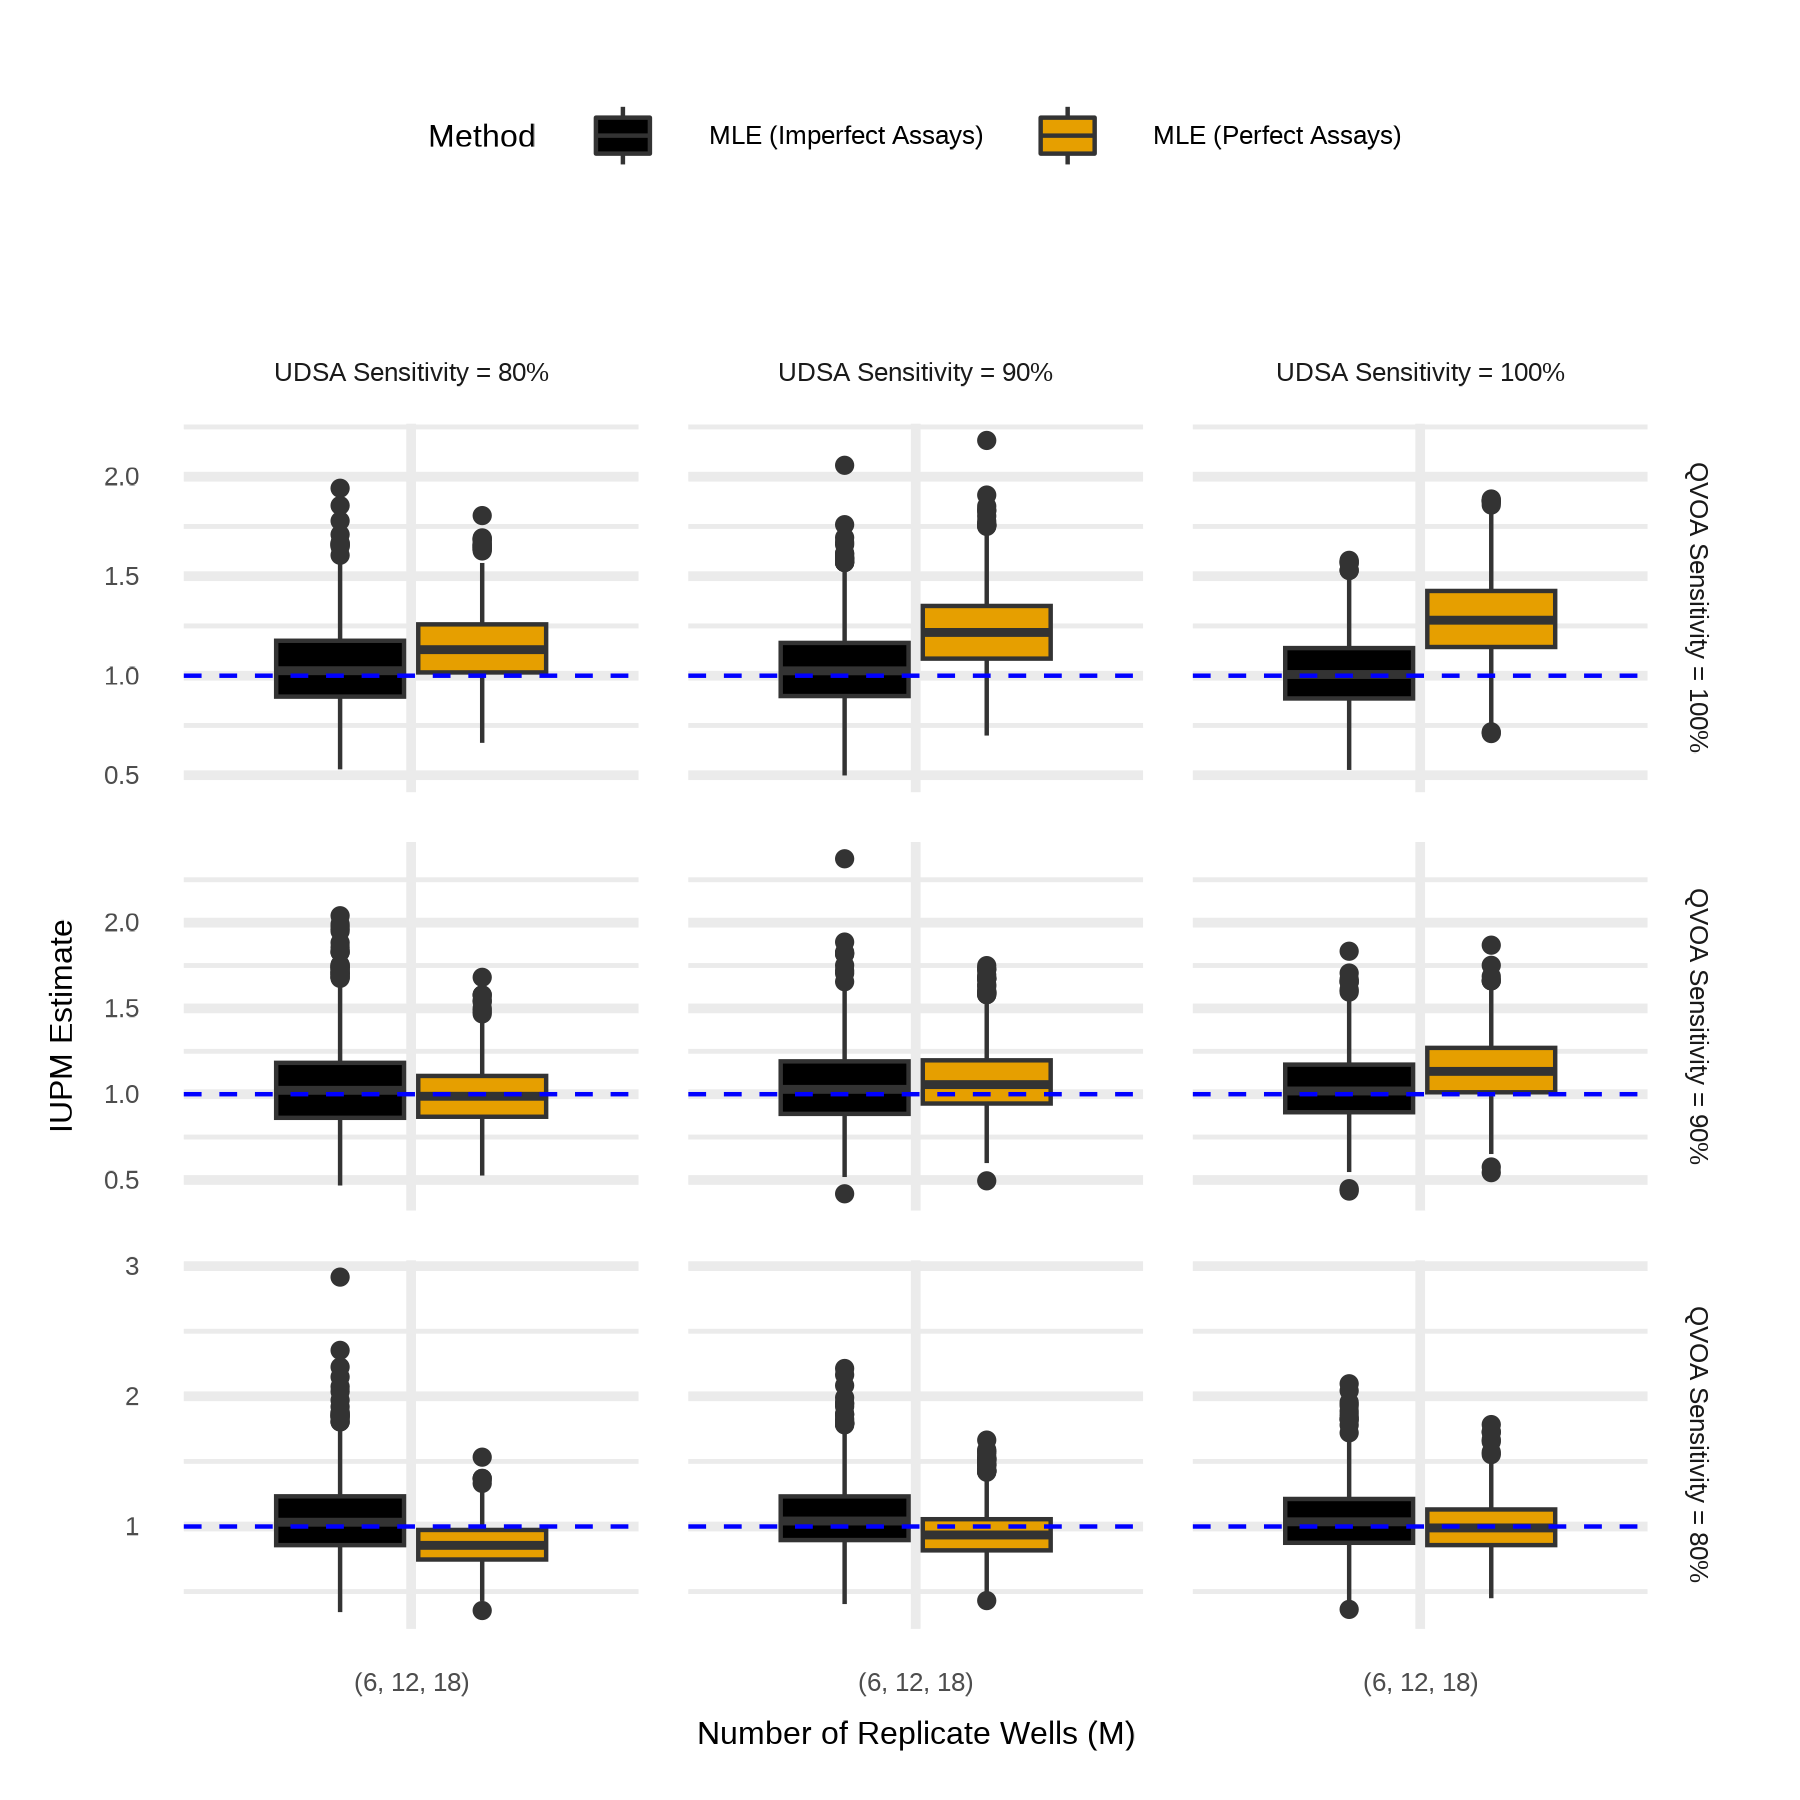 Method MLE (Imperfect Assays) MLE (Perfect Assays)
UDSA Sensitivity = 80% UDSA Sensitivity = 90% UDSA Sensitivity = 100%
2.0
1.5
1.0
0.5
QVOA Sensitivity = 100%
IUPM Estimate
2.0
1.5
1.0
0.5
QVOA Sensitivity = 90%
3
2
1
QVOA Sensitivity = 80%
(6, 12, 18) (6, 12, 18) (6, 12, 18)
Number of Replicate Wells (M)